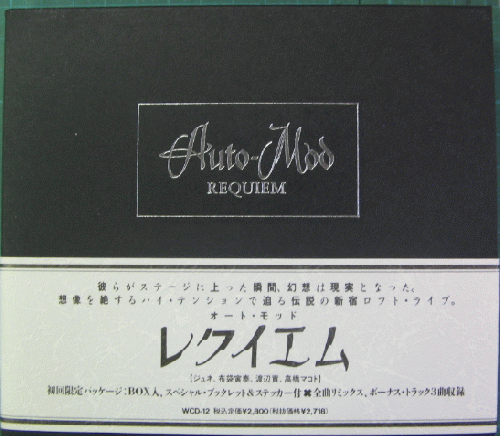 Auto-Mod
REQUIEM
彼らがステージに上った瞬間、幻想は現実となった。
想像を絶するハイ・テンションで迫る伝説の新宿ロフト・ライブ。
オート・モッド
レクイエム
[ジュネ、布袋寅泰、渡辺貢、高橋マコト]
初回限定パッケージ:BOX入、スペシャル・ブックレット&ステッカー付✖全曲リミックス、ボーナス・トラック3曲収録
WCD-12 税込定価¥2,800(税抜価格¥2,718)